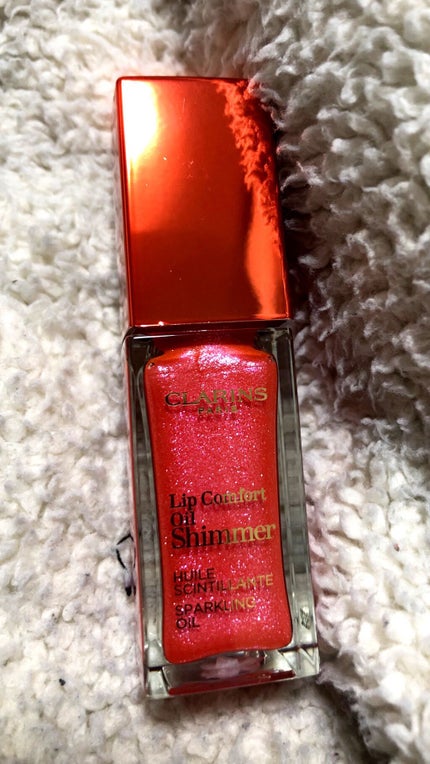 CLARINS
PARIS
Lip Comfort
Oil
Shimmer
HUILE
SCINTILLANTE
SPARKLING
OIL